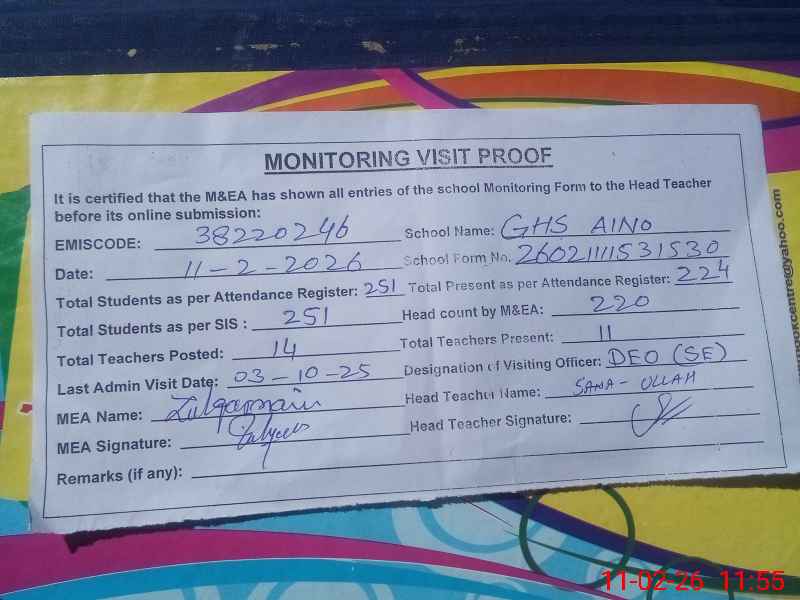 MONITORING VISIT PROOF
It is certified that the M&EA has shown all entries of the school Monitoring Form to the Head Teacher
before its online submission:
EMISCODE: 38220246 School Name: GHS AINO
Date: 11-2-2026 School Form No. 26021111531530
Total Students as per Attendance Register: 251 Total Present as per Attendance Register: 224
Total Students as per SIS : 251 Head count by M&EA: 220
Total Teachers Posted: 14 Total Teachers Present: 11
Last Admin Visit Date: 03-10-25 Designation of Visiting Officer: DEO (SE)
MEA Name: Zulqarnain Head Teacher Name: SANA-ULLAH
MEA Signature: Head Teacher Signature:
Remarks (if any):
centre@yahoo.com
11-02-26 11:55